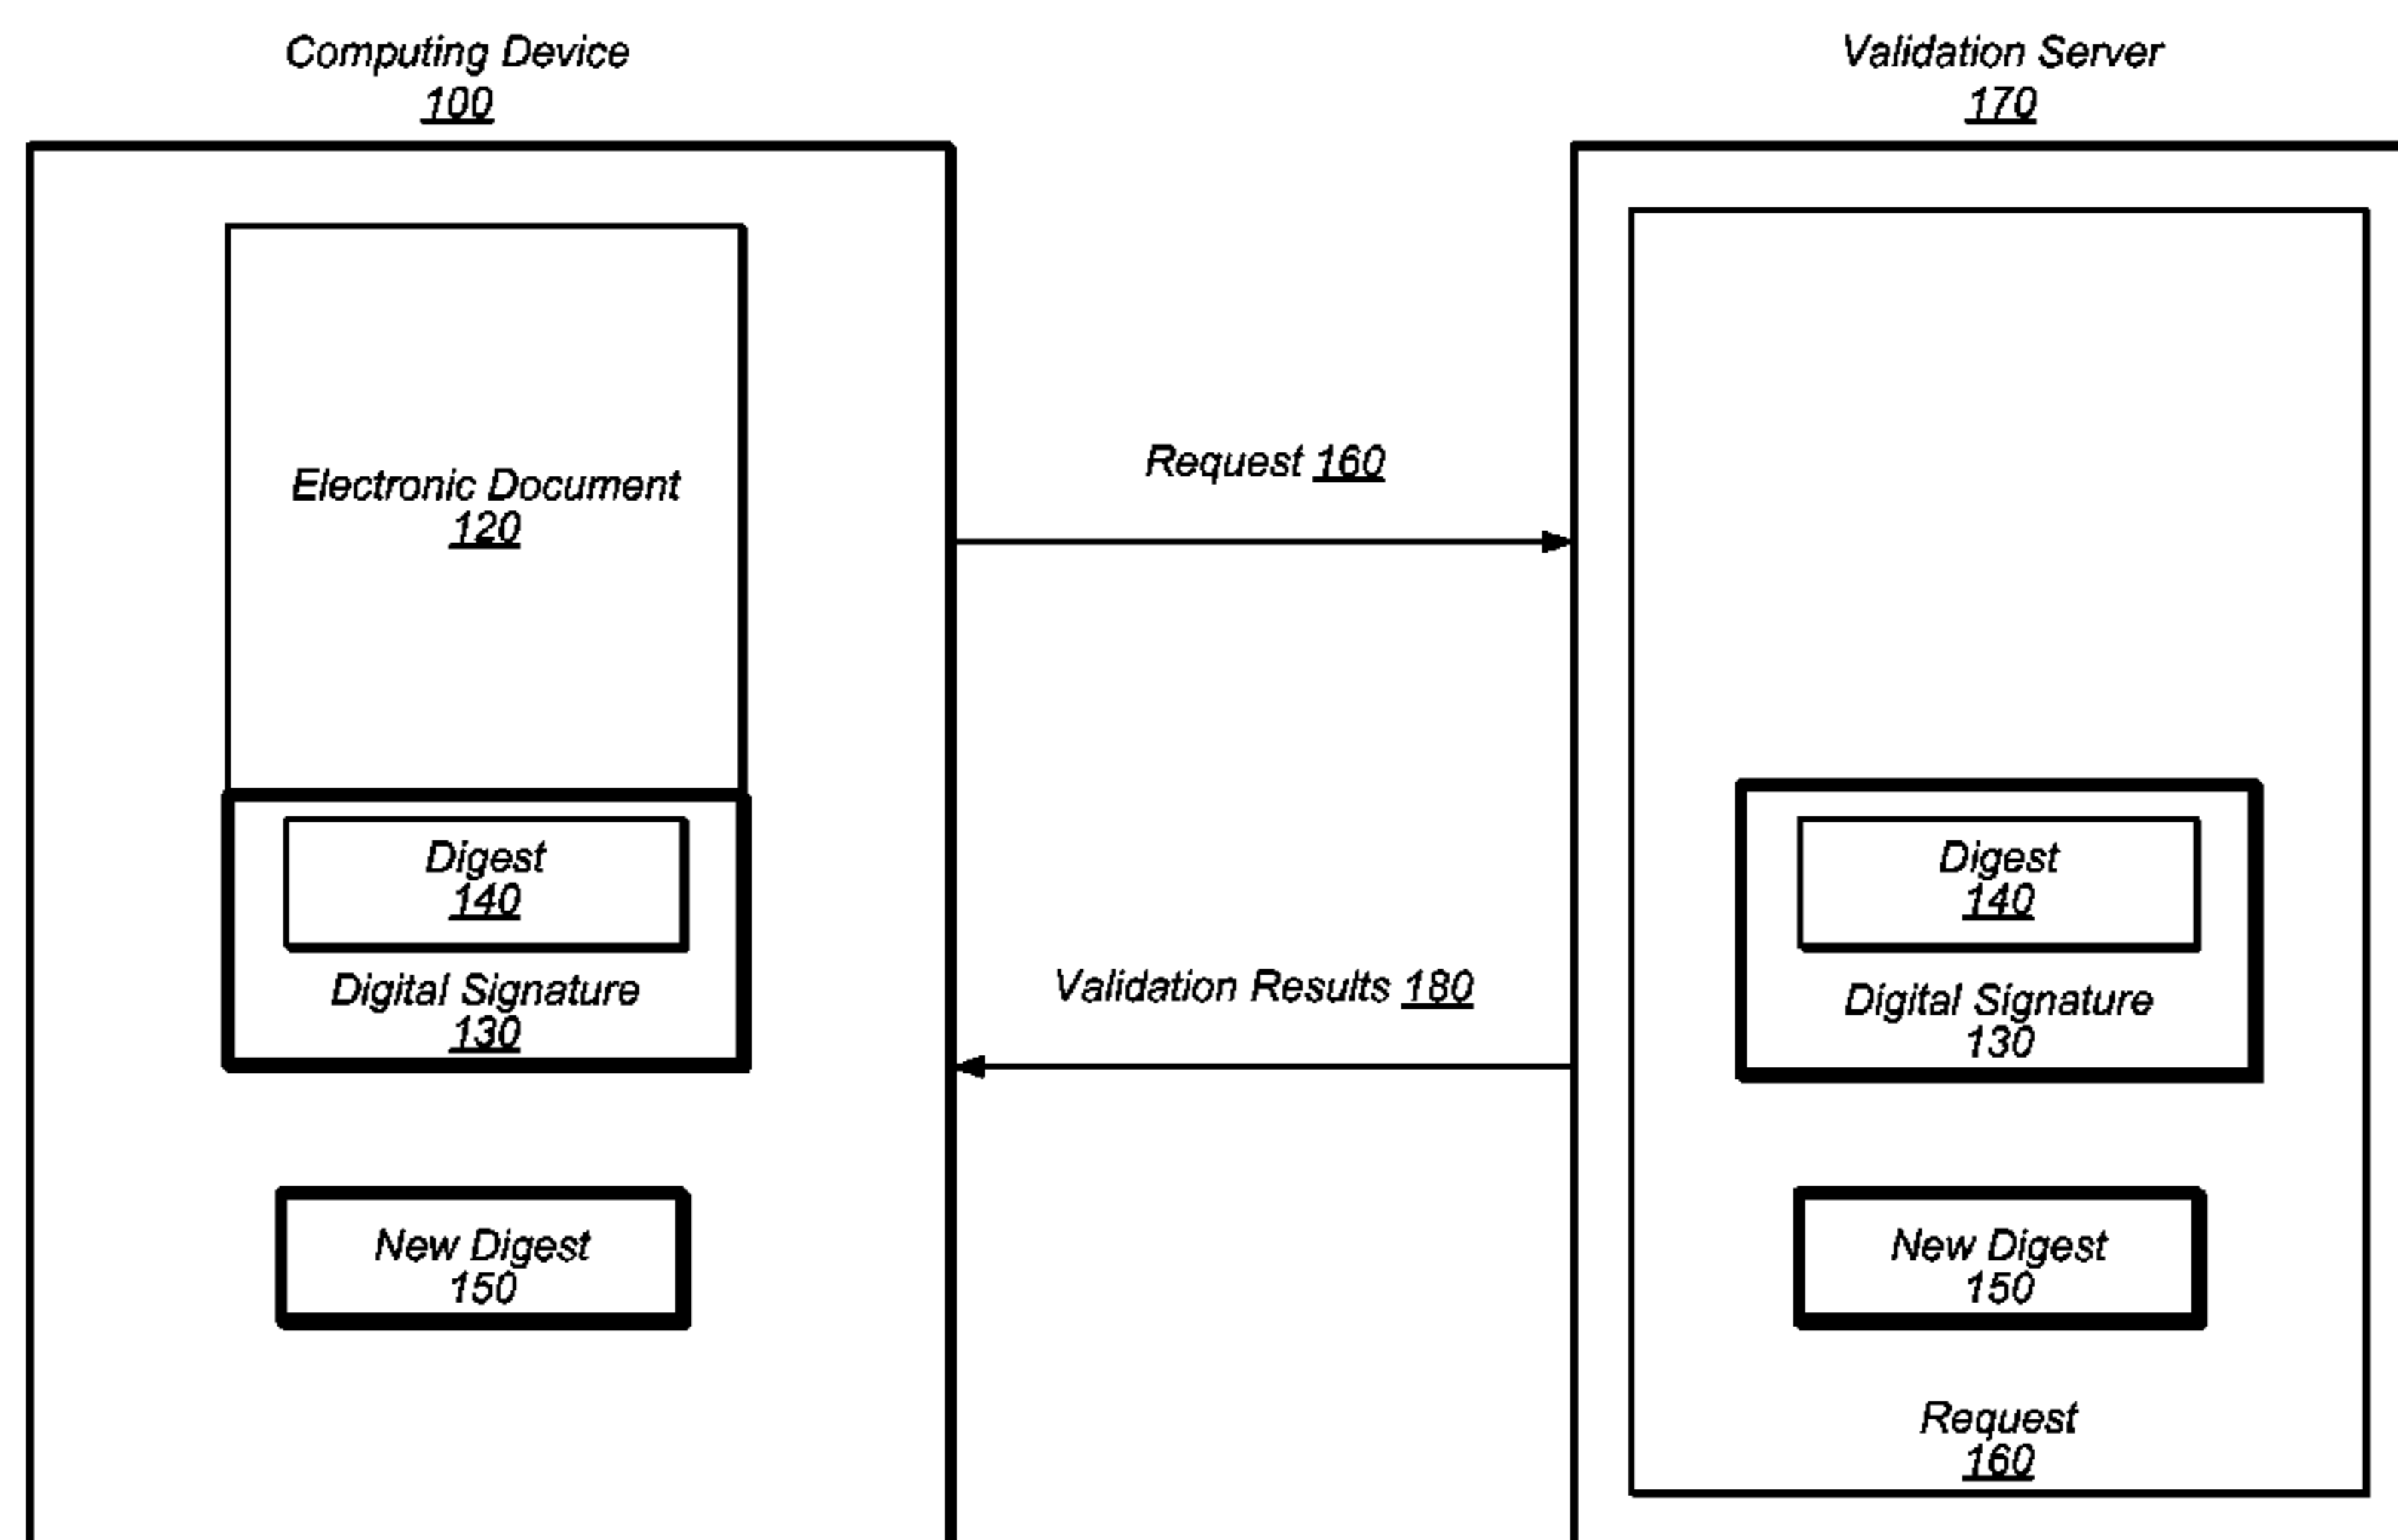 Computing Device
100
Validation Server
170
Electronic Document
120
Digest
140
Digital Signature
130
New Digest
150
Request 160
Validation Results 180
Digest
140
Digital Signature
130
New Digest
150
Request
160